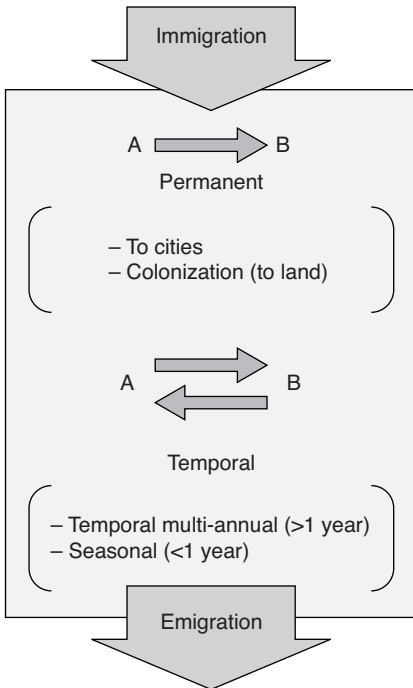 Immigration
A B
Permanent
– To cities
– Colonization (to land)
A B
Temporal
– Temporal multi-annual (>1 year)
– Seasonal (<1 year)
Emigration